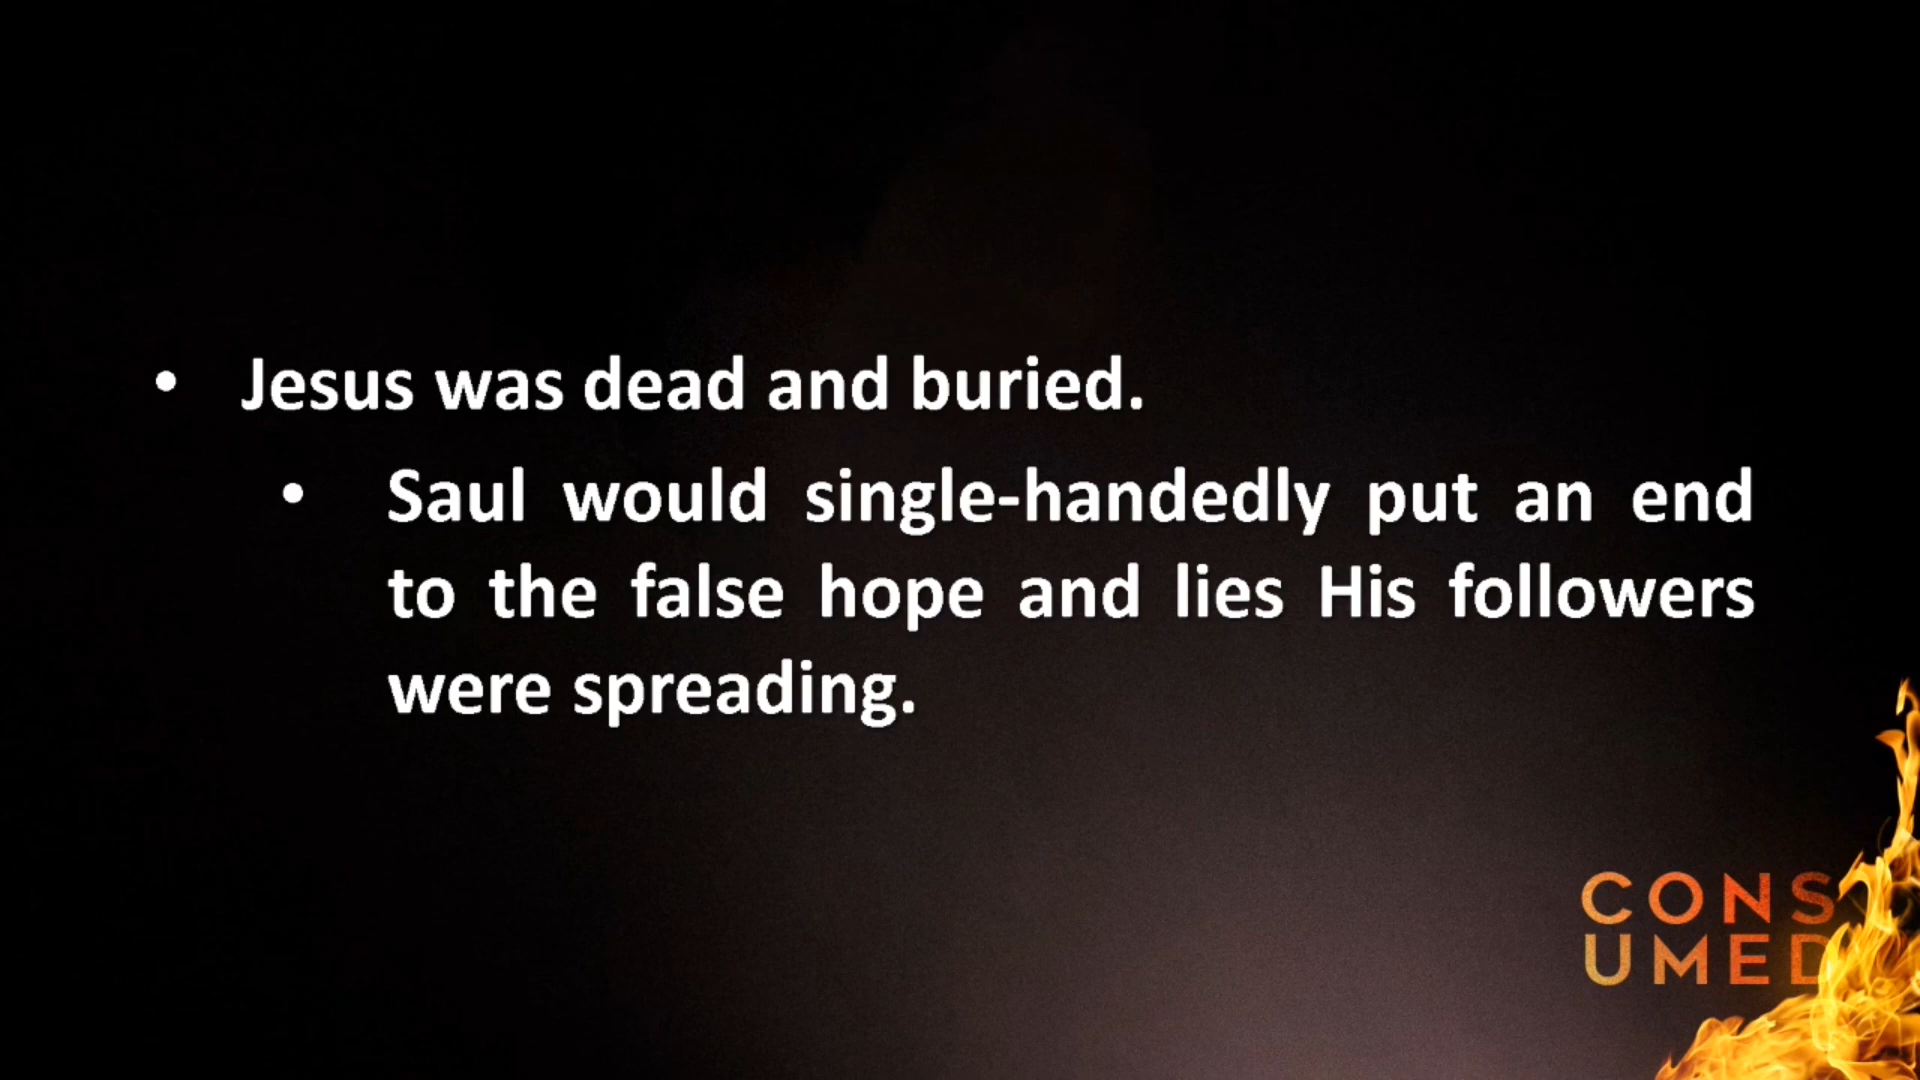 • Jesus was dead and buried.
• Saul would single-handedly put an end
to the false hope and lies His followers
were spreading.
CONS
UMED